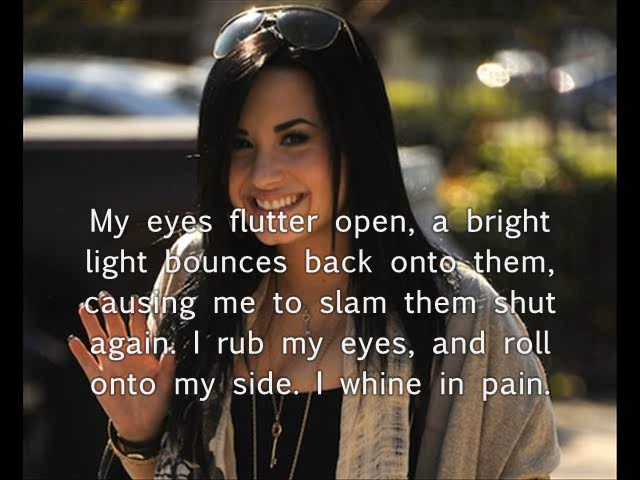 My eyes flutter open, a bright
light bounces back onto them,
causing me to slam them shut
again. I rub my eyes, and roll
onto my side. I whine in pain.